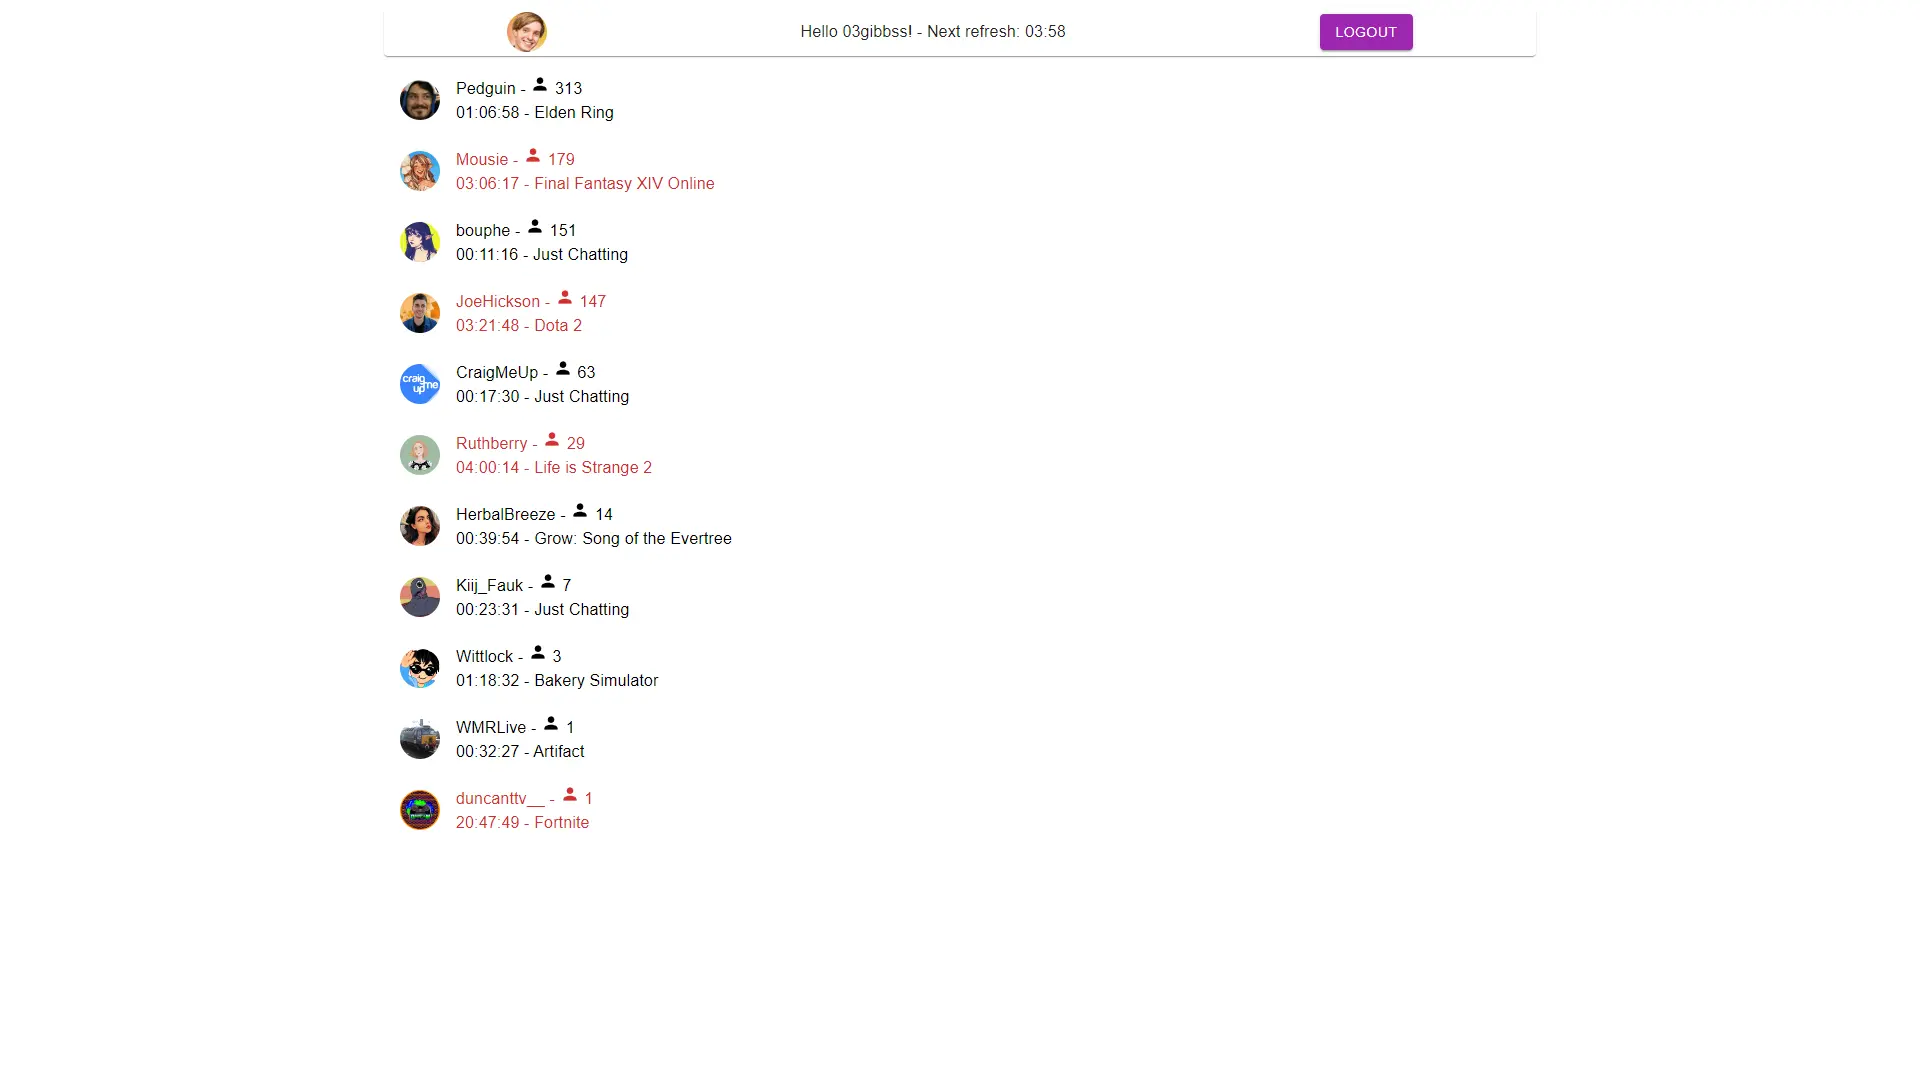 Hello 03gibbss! - Next refresh: 03:58
LOGOUT
Pedguin - 313
01:06:58 - Elden Ring
Mousie - 179
03:06:17 - Final Fantasy XIV Online
bouphe - 151
00:11:16 - Just Chatting
JoeHickson - 147
03:21:48 - Dota 2
craig
me
up
CraigMeUp - 63
00:17:30 - Just Chatting
Ruthberry - 29
04:00:14 - Life is Strange 2
HerbalBreeze - 14
00:39:54 - Grow: Song of the Evertree
Kiij_Fauk - 7
00:23:31 - Just Chatting
Wittlock - 3
01:18:32 - Bakery Simulator
WMRLive - 1
00:32:27 - Artifact
duncanttv__ - 1
20:47:49 - Fortnite